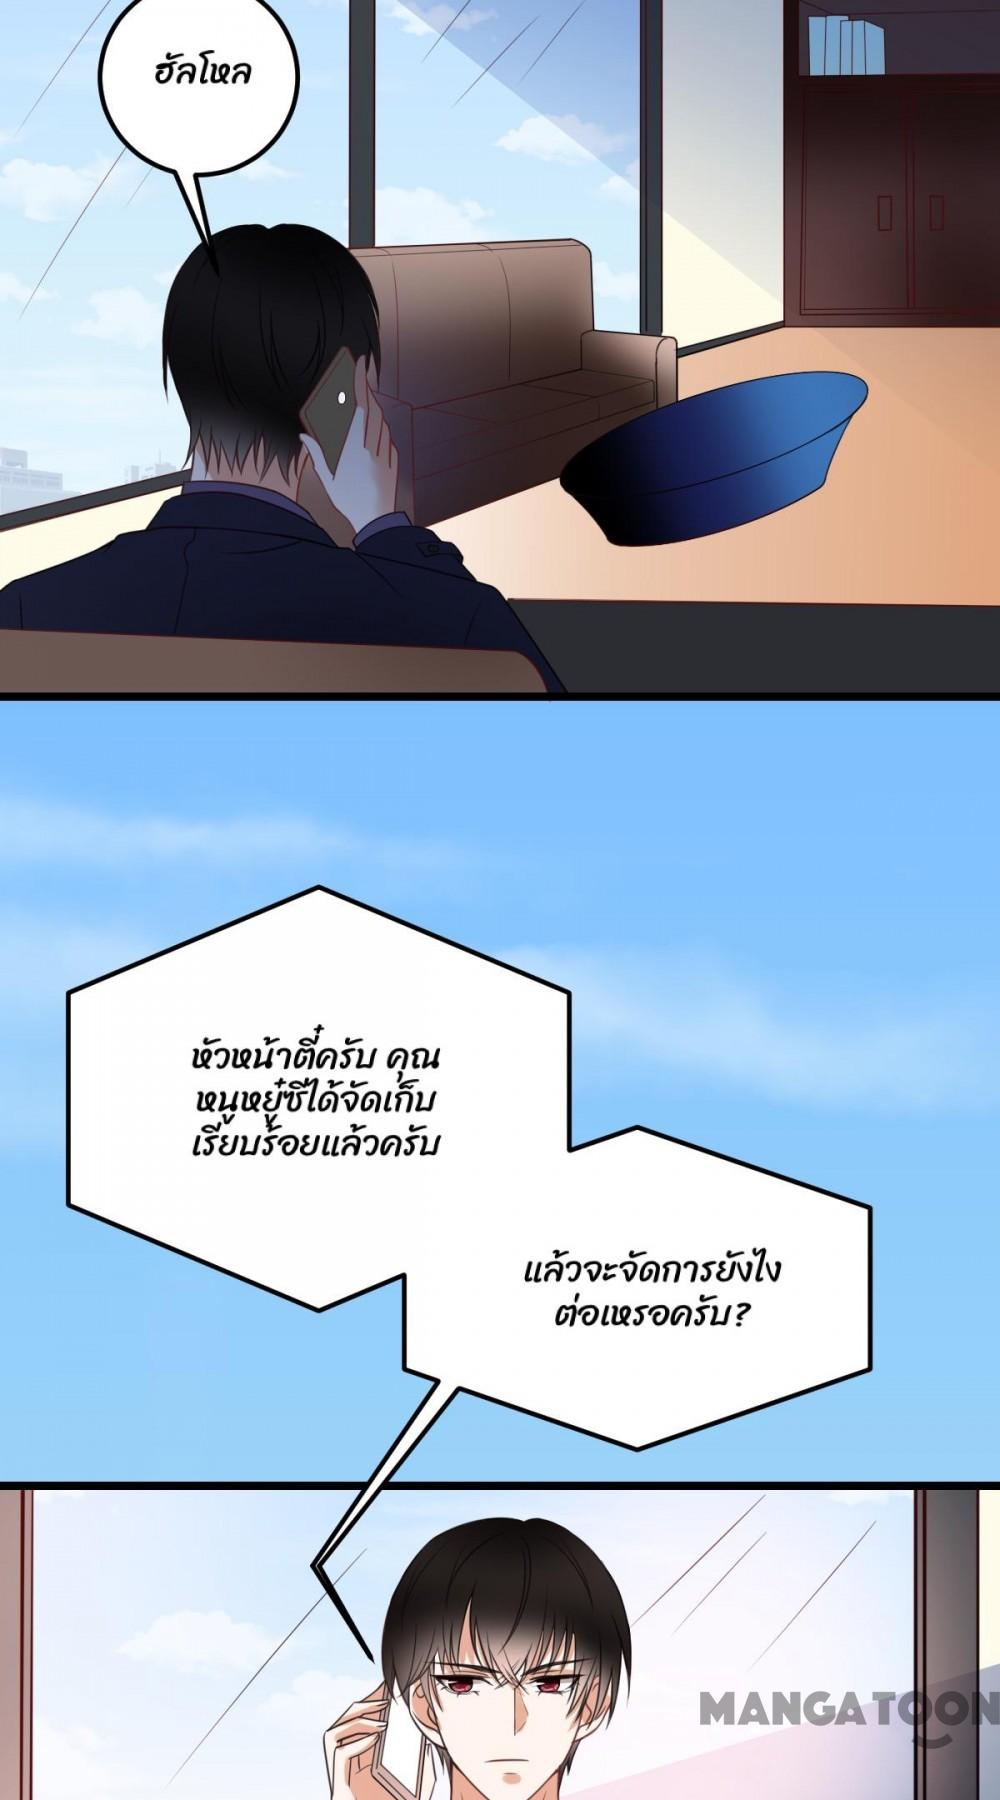 ฮัลโหล
หัวหน้าตี๋ครับ คุณ
หนูหยู๋ซีได้จัดเก็บ
เรียบร้อยแล้วครับ
แล้วจะจัดการยังไง
ต่อเหรอครับ?
MANGATOON